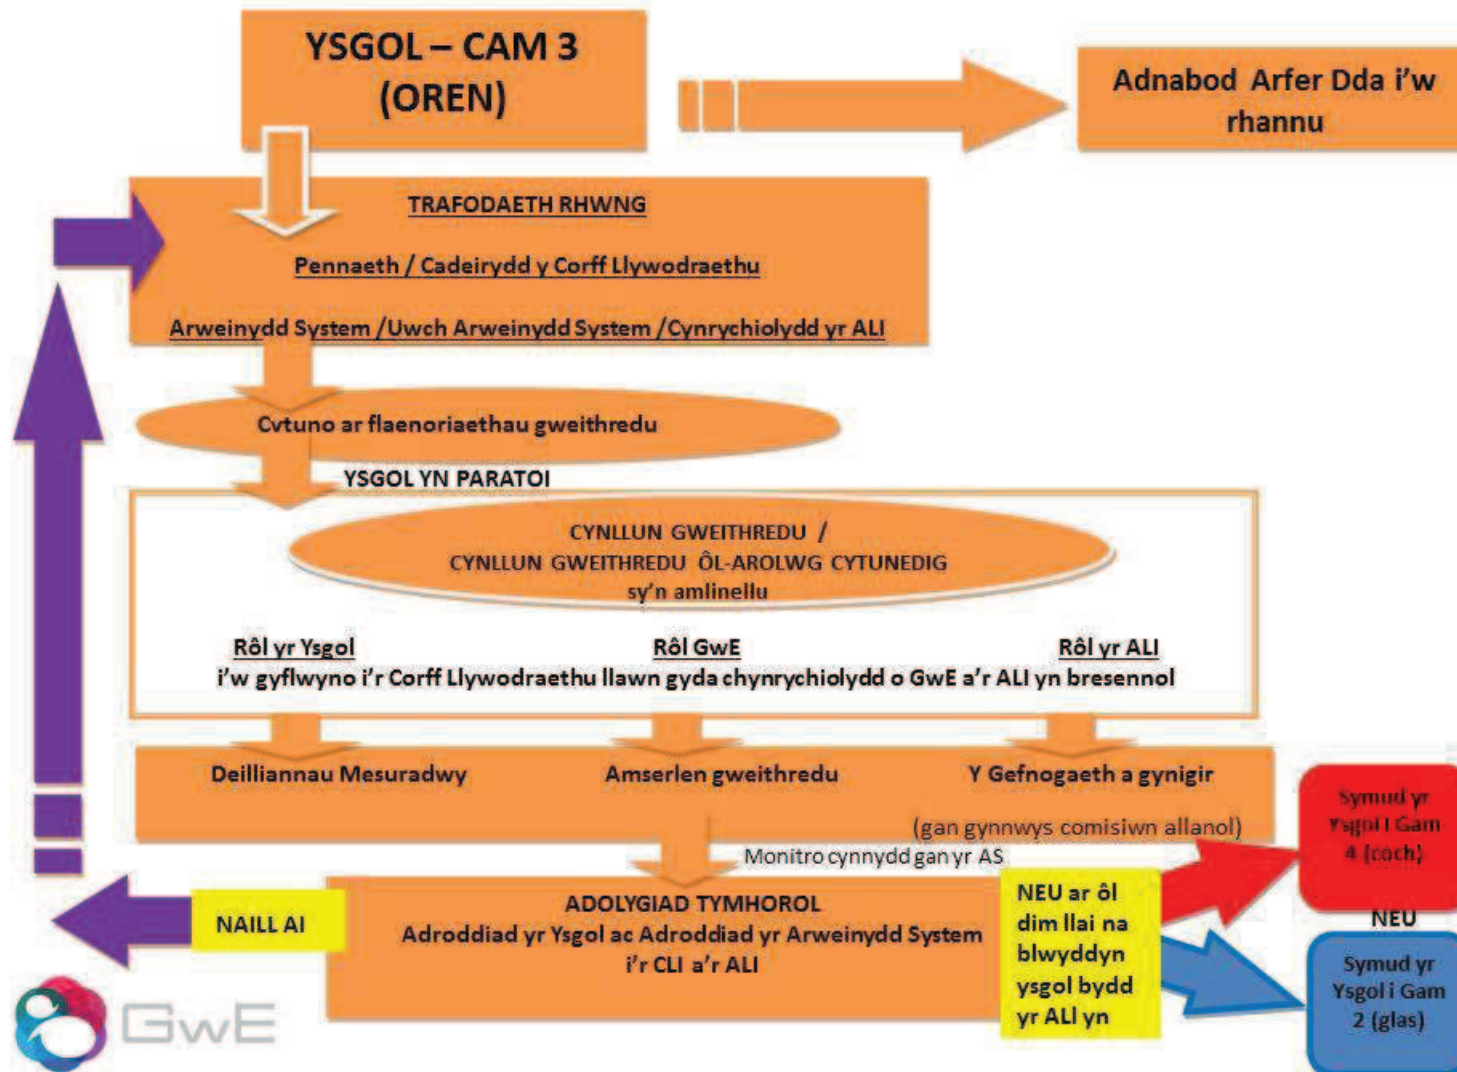 YSGOL – CAM 3
(OREN)
Adnabod Arfer Dda i'w
rhannu
TRAFODAETH RHWNG
Pennaeth / Cadeirydd y Corff Llywodraethu
Arweinydd System /Uwch Arweinydd System /Cynrychiolydd yr ALI
Cytuno ar flaenoriaethau gweithredu
YSGOL YN PARATOI
CYNLLUN GWEITHREDU /
CYNLLUN GWEITHREDU ÔL-AROLWG CYTUNEDIG
sy'n amlinellu
Rôl yr Ysgol Rôl GwE Rôl yr ALI
i'w gyflwyno i'r Corff Llywodraethu llawn gyda chynrychiolydd o GwE a'r ALI yn bresennol
Deilliannau Mesuradwy Amserlen gweithredu Y Gefnogaeth a gynigir
(gan gynnwys comisiwn allanol)
Monitro cynnydd gan yr AS
NAILL AI
ADOLYGIAD TYMHOROL
Adroddiad yr Ysgol ac Adroddiad yr Arweinydd System
i'r CLI a'r ALI
NEU ar ôl
dim llai na
blwyddyn
ysgol bydd
yr ALI yn
Symud yr
Ysgol i Gam
4 (coch)
NEU
Symud yr
Ysgol i Gam
2 (glas)
GwE